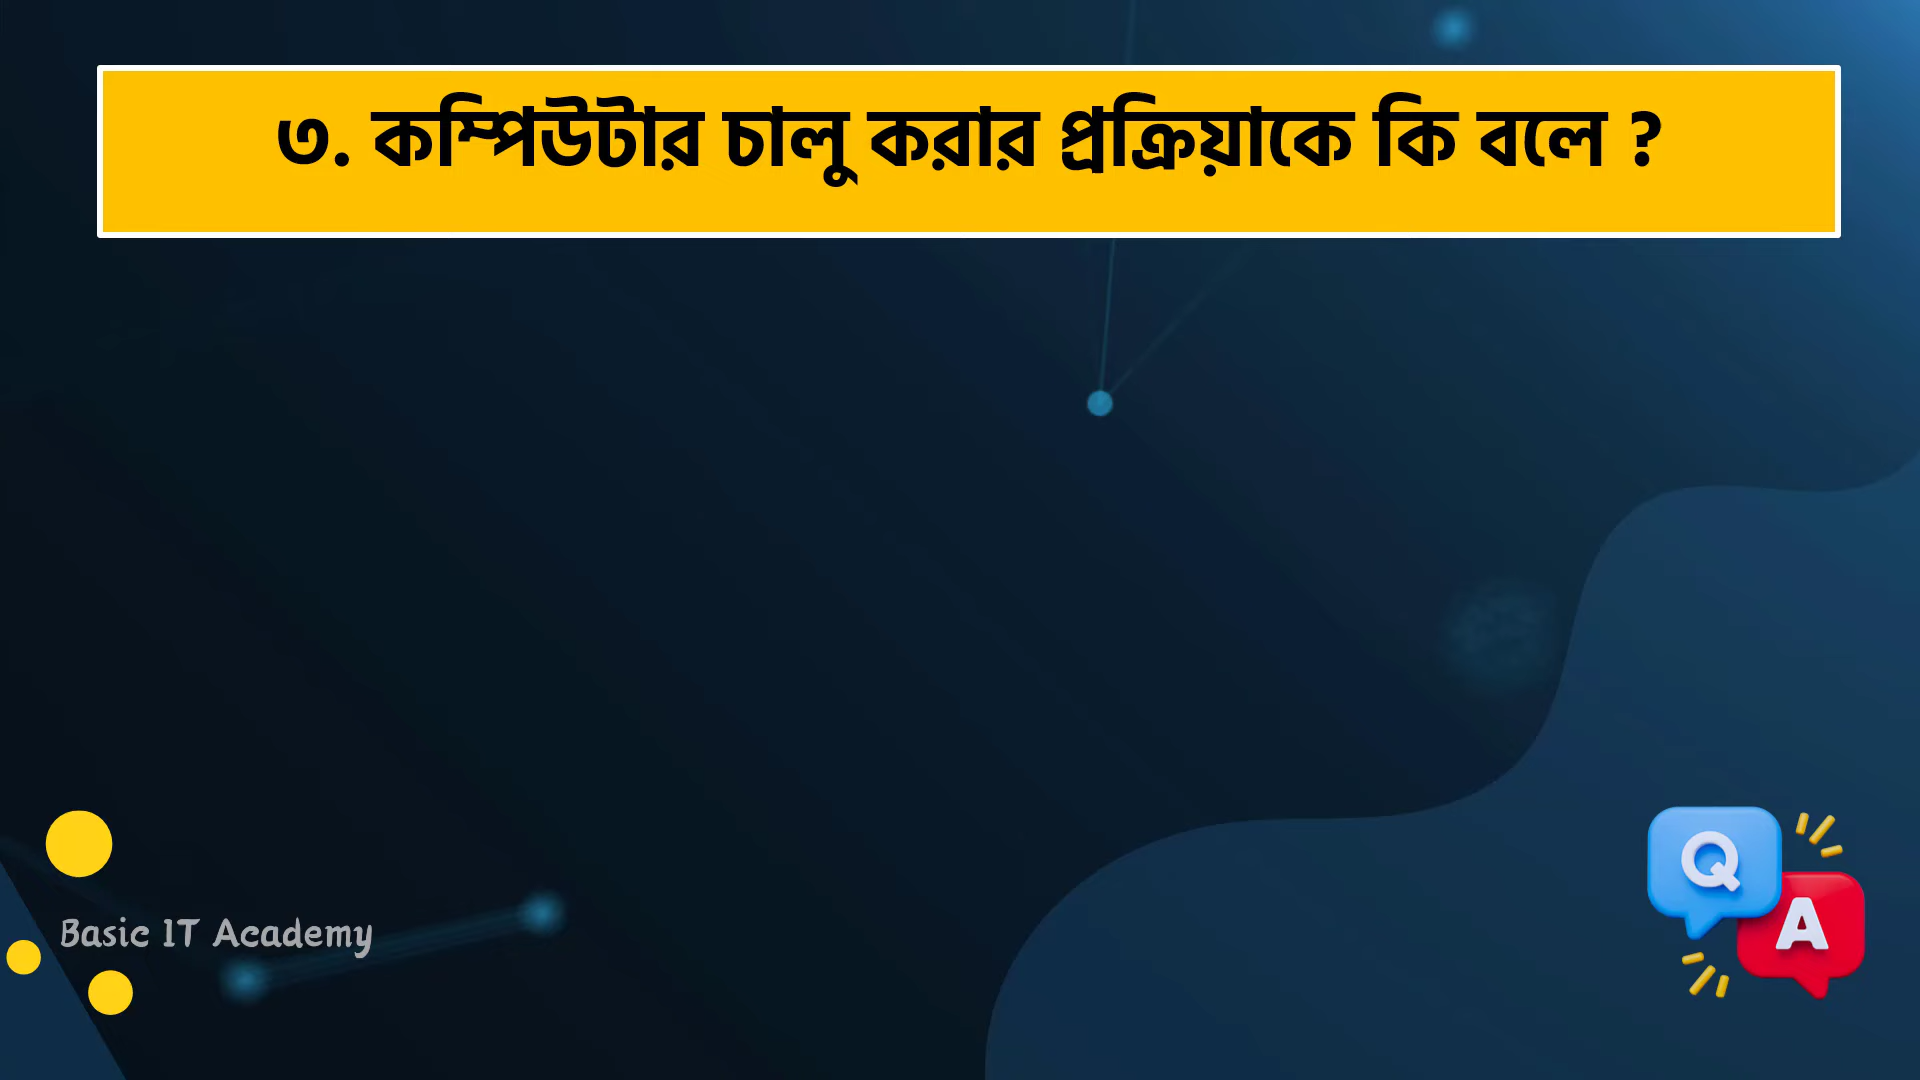 ৩. কম্পিউটার চালু করার প্রক্রিয়াকে কি বলে ?
Basic IT Academy
Q
A